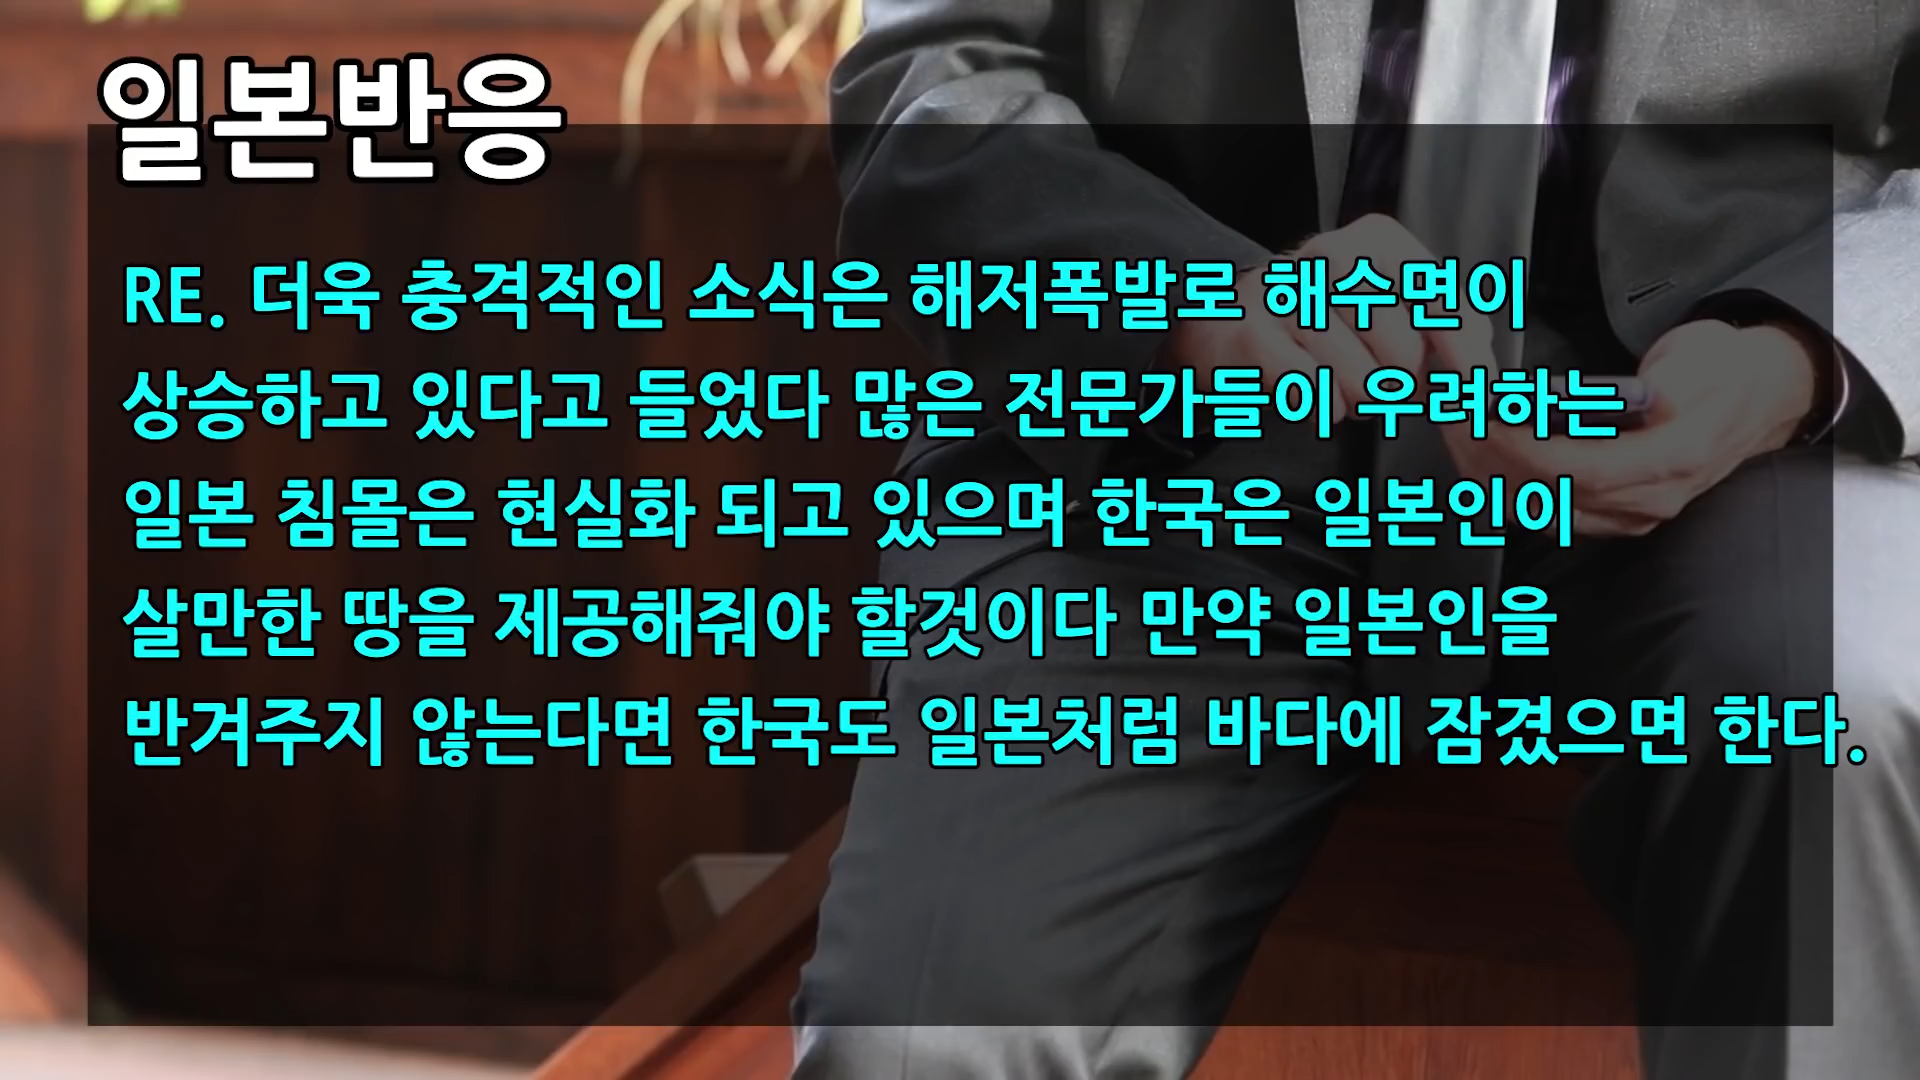 일본반응
RE. 더욱 충격적인 소식은 해저폭발로 해수면이
상승하고 있다고 들었다 많은 전문가들이 우려하는
일본 침몰은 현실화 되고 있으며 한국은 일본인이
살만한 땅을 제공해줘야 할것이다 만약 일본인을
반겨주지 않는다면 한국도 일본처럼 바다에 잠겼으면 한다.